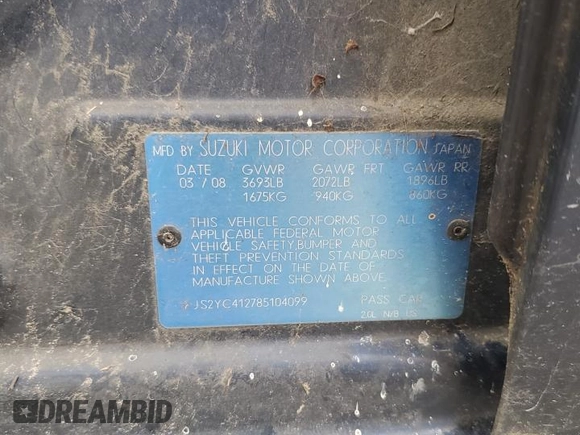 MFD BY SUZUKI MOTOR CORPORATION JAPAN
DATE GVWR GAWR FRT GAWR RR
03 / 08 3693LB 2072LB 1896LB
1675KG 940KG 860KG
THIS VEHICLE CONFORMS TO ALL
APPLICABLE FEDERAL MOTOR
VEHICLE SAFETY,BUMPER AND
THEFT PREVENTION STANDARDS
IN EFFECT ON THE DATE OF
MANUFACTURE SHOWN ABOVE.
JS2YC412785104099 PASS CAR
2.0L
DREAMBID